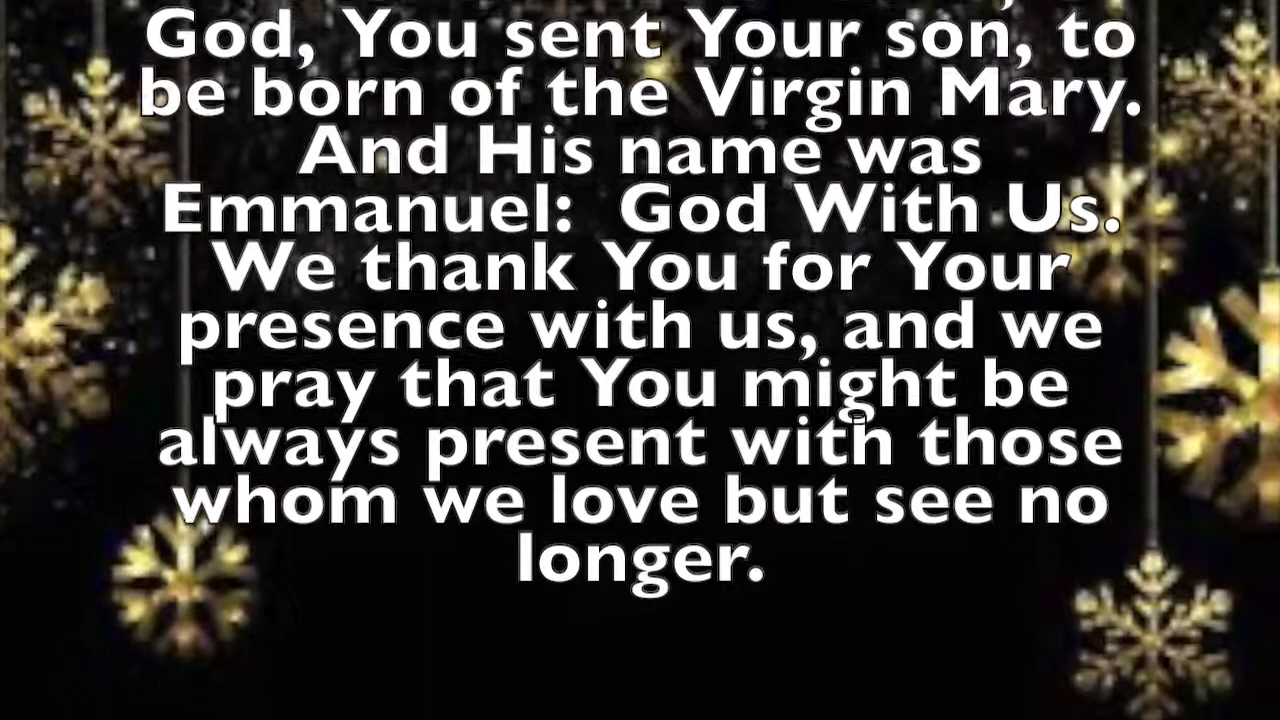 God, You sent Your son, to
be born of the Virgin Mary.
And His name was
Emmanuel:  God With Us.
We thank You for Your
presence with us, and we
pray that You might be
always present with those
whom we love but see no
longer.